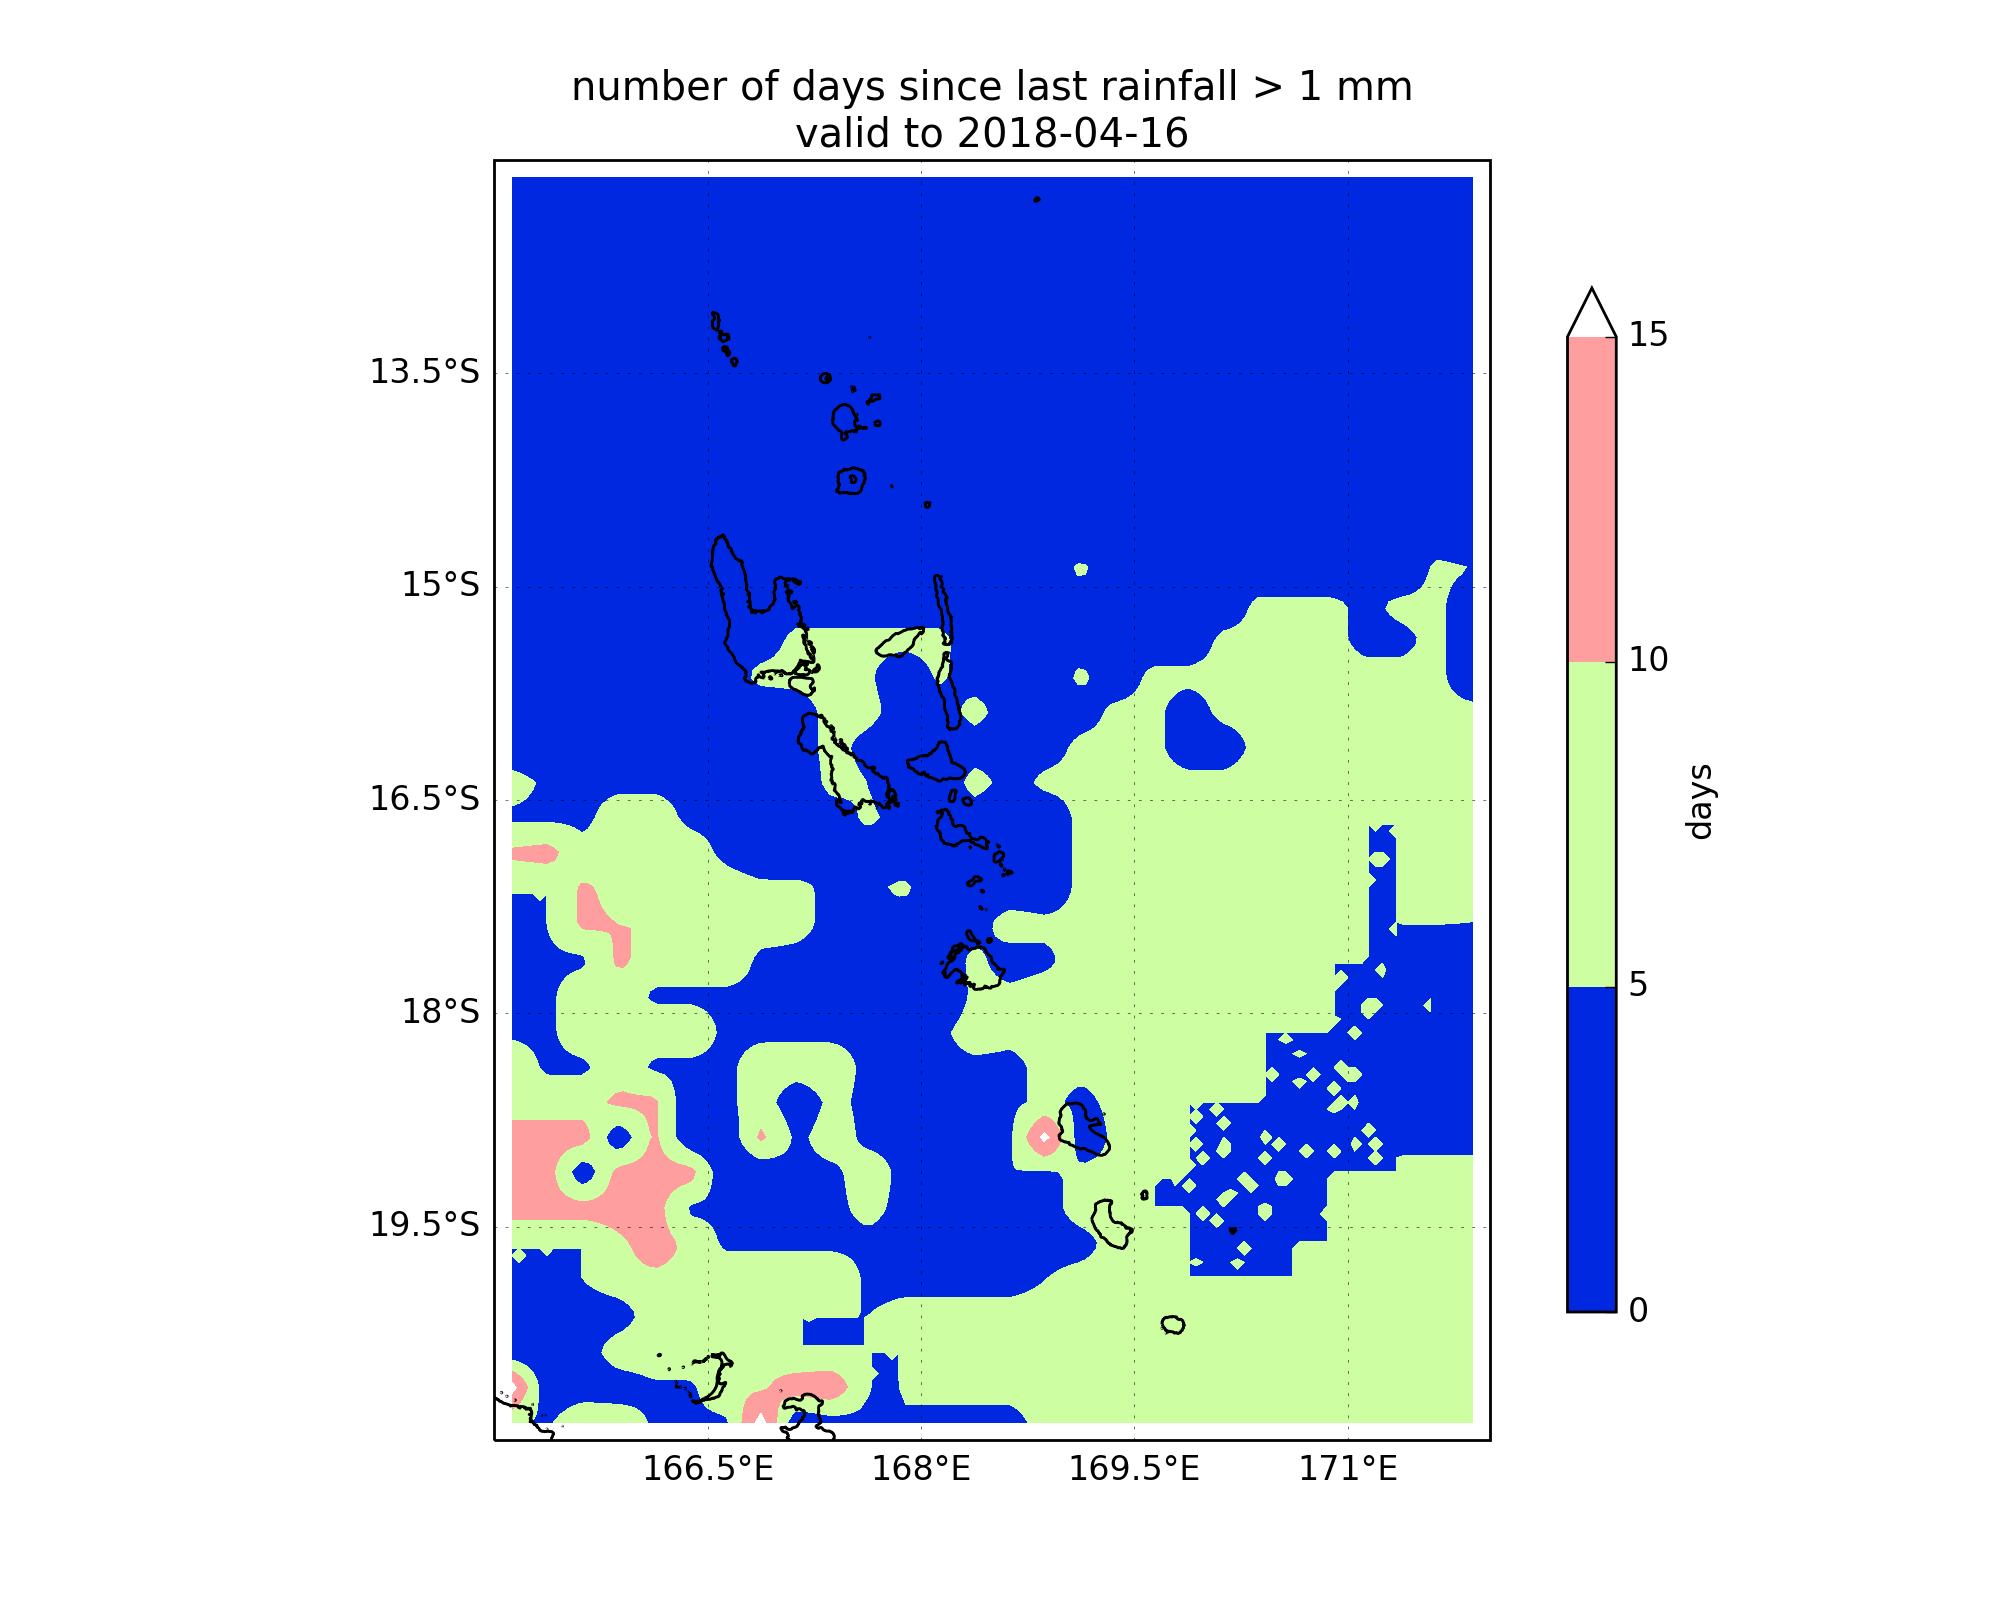 number of days since last rainfall > 1 mm
valid to 2018-04-16
13.5°S
15°S
16.5°S
18°S
19.5°S
166.5°E
168°E
169.5°E
171°E
15
10
5
0
days